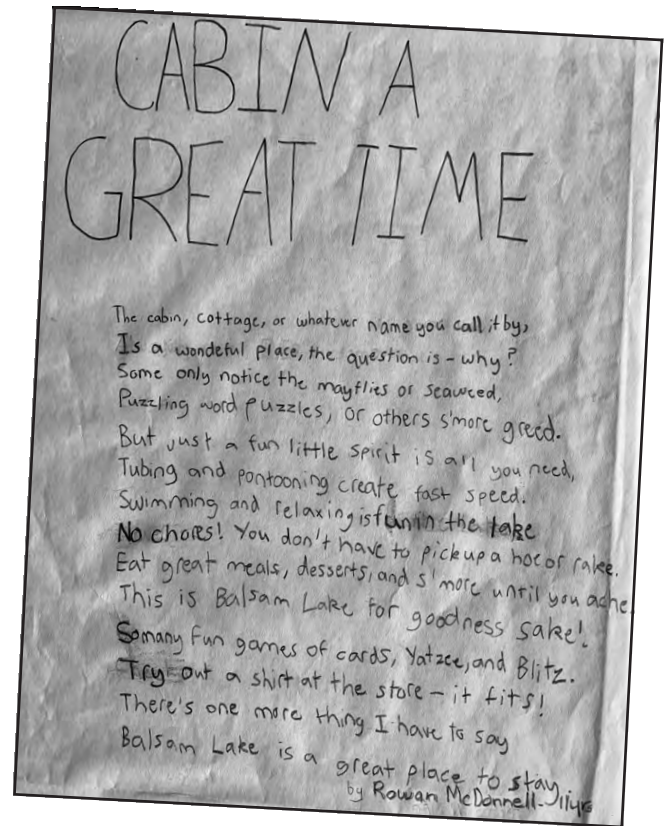 CABIN A
GREAT TIME
The cabin, cottage, or whatever name you call it by,
Is a wondeful place, the question is - why?
Some only notice the mayflies or seaweed,
Puzzling word puzzles, or others s'more greed.
But just a fun little spirit is all you need,
Tubing and pontooning create fast speed.
Swimming and relaxing is fun in the lake
No chores! You don't have to pick up a hoe or rake.
Eat great meals, desserts, and s'more until you ache.
This is Balsam Lake for goodness sake!
So many fun games of cards, Yatzee, and Blitz.
Try out a shirt at the store - it fits!
There's one more thing I have to say
Balsam Lake is a great place to stay
by Rowan McDonnell - 11yrs